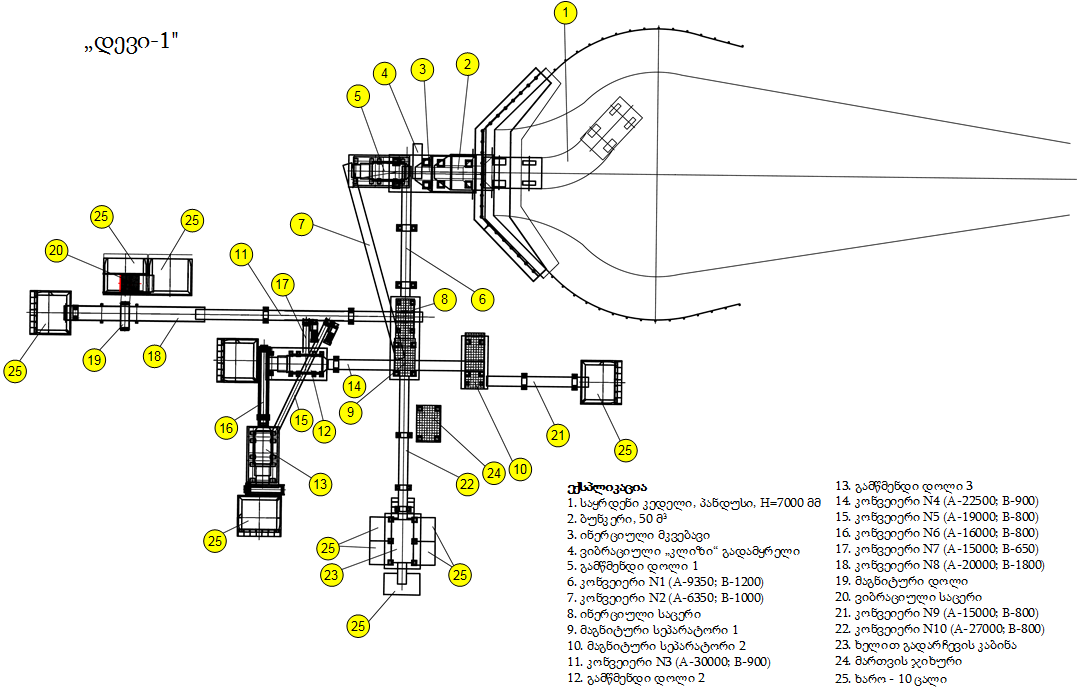 „დევი-1"
1
2
3
4
5
7
25
25
20
11
17
8
6
25
19
18
14
9
16
15
12
21
25
10
24
22
13
25
25
23
25
25
ექსპლიკაცია
1. საყრდენი კედელი, პანდუსი, H=7000 მმ
2. ბუნკერი, 50 მ³
3. ინერციული მკვებავი
4. ვიბრაციული „კლიზი“ გადამყრელი
5. გამწმენდი დოლი 1
6. კონვეიერი N1 (A-9350; B-1200)
7. კონვეიერი N2 (A-6350; B-1000)
8. ინერციული საცერი
9. მაგნიტური სეპარატორი 1
10. მაგნიტური სეპარატორი 2
11. კონვეიერი N3 (A-30000; B-900)
12. გამწმენდი დოლი 2
13. გამწმენდი დოლი 3
14. კონვეიერი N4 (A-22500; B-900)
15. კონვეიერი N5 (A-19000; B-800)
16. კონვეიერი N6 (A-16000; B-800)
17. კონვეიერი N7 (A-15000; B-650)
18. კონვეიერი N8 (A-20000; B-1800)
19. მაგნიტური დოლი
20. ვიბრაციული საცერი
21. კონვეიერი N9 (A-15000; B-800)
22. კონვეიერი N10 (A-27000; B-800)
23. ხელით გადარჩევის კაბინა
24. მართვის ჯიხური
25. ხარო - 10 ცალი